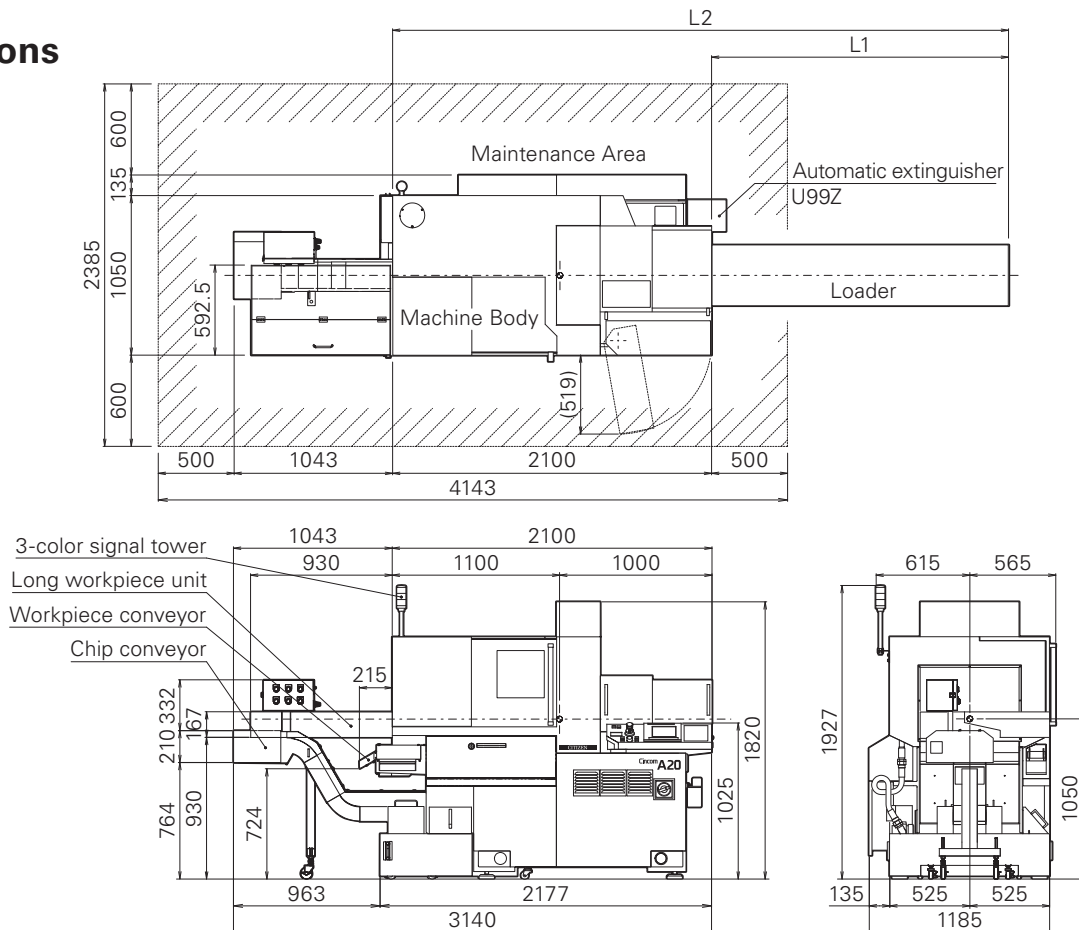 ons
L2
L1
600
Maintenance Area
135
Automatic extinguisher
U99Z
2385
1050
592.5
Machine Body
Loader
600
(519)
500
1043
2100
500
4143
3-color signal tower
Long workpiece unit
Workpiece conveyor
Chip conveyor
1043
2100
930
1100
1000
215
332
167
210
764
930
724
CITIZEN
Cincom A20
1820
1025
963
2177
3140
615
565
1927
1050
135
525
525
1185